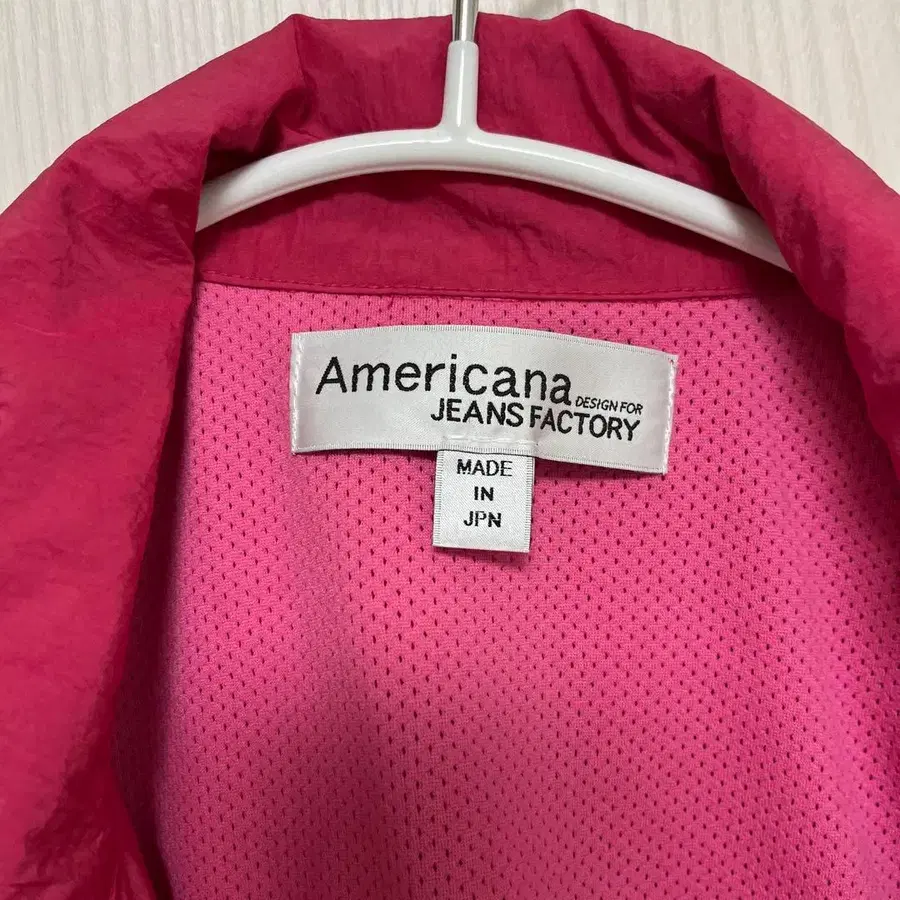 Americana DESIGN FOR
JEANS FACTORY
MADE
IN
JPN